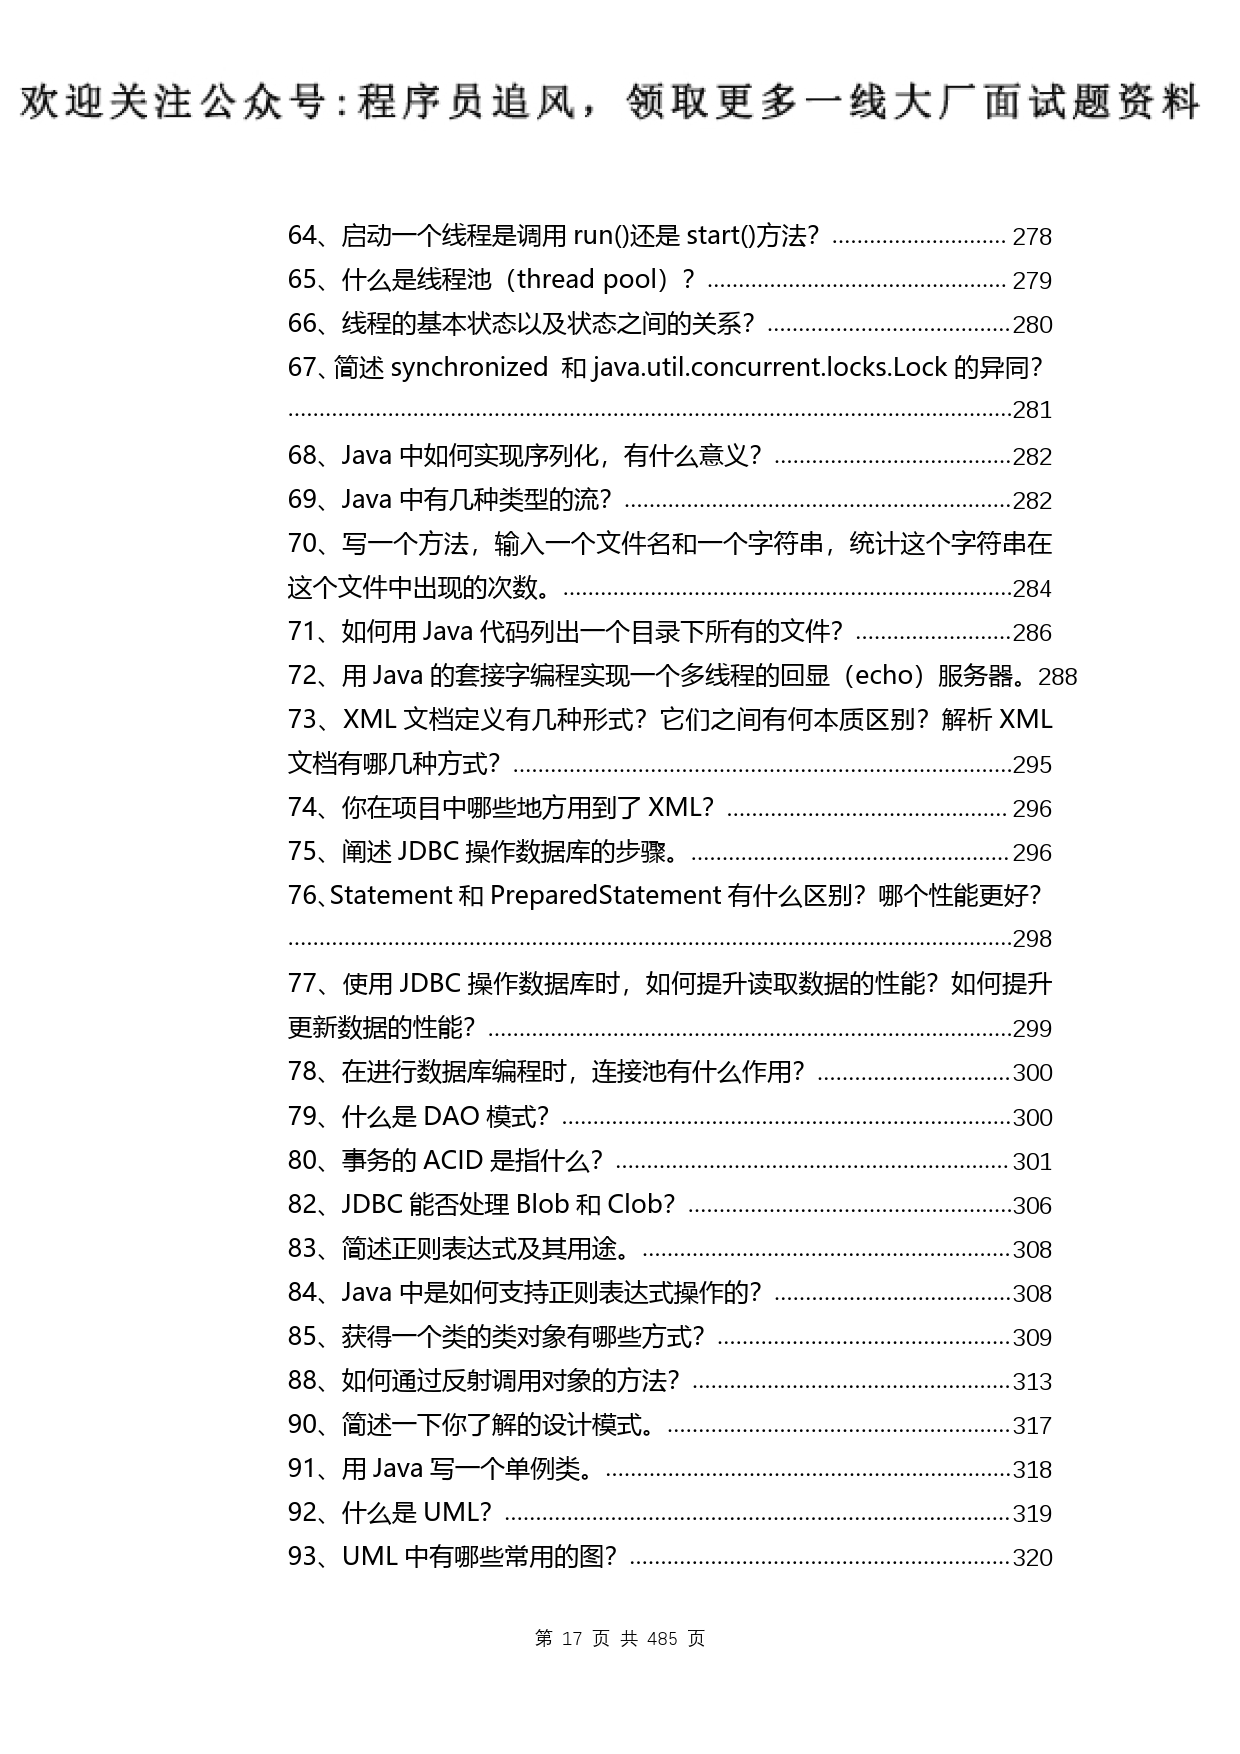 欢迎关注公众号:程序员追风，领取更多一线大厂面试题资料
64、启动一个线程是调用 run()还是 start()方法？ ............................ 278
65、什么是线程池（thread pool）？ ................................................ 279
66、线程的基本状态以及状态之间的关系？ .......................................280
67、简述 synchronized 和 java.util.concurrent.locks.Lock 的异同？
....................................................................................................................281
68、Java 中如何实现序列化，有什么意义？ ......................................282
69、Java 中有几种类型的流？ ..............................................................282
70、写一个方法，输入一个文件名和一个字符串，统计这个字符串在
这个文件中出现的次数。 ........................................................................284
71、如何用 Java 代码列出一个目录下所有的文件？ .........................286
72、用 Java 的套接字编程实现一个多线程的回显（echo）服务器。288
73、XML 文档定义有几种形式？它们之间有何本质区别？解析 XML
文档有哪几种方式？ ................................................................................295
74、你在项目中哪些地方用到了 XML？ ............................................. 296
75、阐述 JDBC 操作数据库的步骤。 ................................................... 296
76、Statement 和 PreparedStatement 有什么区别？哪个性能更好？
....................................................................................................................298
77、使用 JDBC 操作数据库时，如何提升读取数据的性能？如何提升
更新数据的性能？ ....................................................................................299
78、在进行数据库编程时，连接池有什么作用？ ...............................300
79、什么是 DAO 模式？ ........................................................................300
80、事务的 ACID 是指什么？ ............................................................... 301
82、JDBC 能否处理 Blob 和 Clob？ ....................................................306
83、简述正则表达式及其用途。 ...........................................................308
84、Java 中是如何支持正则表达式操作的？ ......................................308
85、获得一个类的类对象有哪些方式？ ...............................................309
88、如何通过反射调用对象的方法？ ...................................................313
90、简述一下你了解的设计模式。 .......................................................317
91、用 Java 写一个单例类。 .................................................................318
92、什么是 UML？ .................................................................................319
93、UML 中有哪些常用的图？ .............................................................320
第 17 页 共 485 页